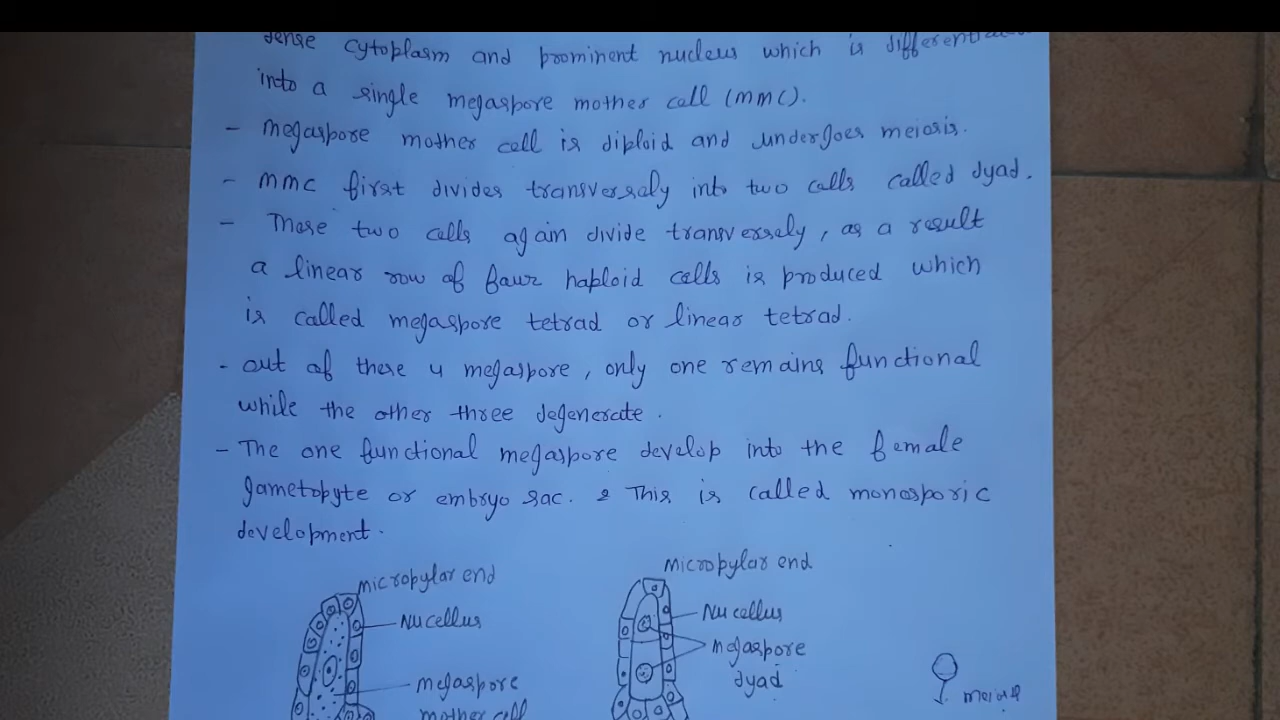 dense cytoplasm and prominent nucleus which is
into a single megaspore mother cell (MMC).
- Megaspore mother cell is diploid and undergoes meiosis.
- MMC first divides transversaly into two cells called dyad.
- These two cells again divide transversely, as a result
a linear row of four haploid cells is produced which
is called megaspore tetrad or linear tetrad.
- out of these 4 megaspore, only one remains functional
while the other three degenerate.
- The one functional megaspore develop into the female
gametopyte or embryo sac. & This is called monosporic
development.
micropylar end
Nucellus
megaspore
mother cell
micropylar end
Nucellus
megaspore
dyad